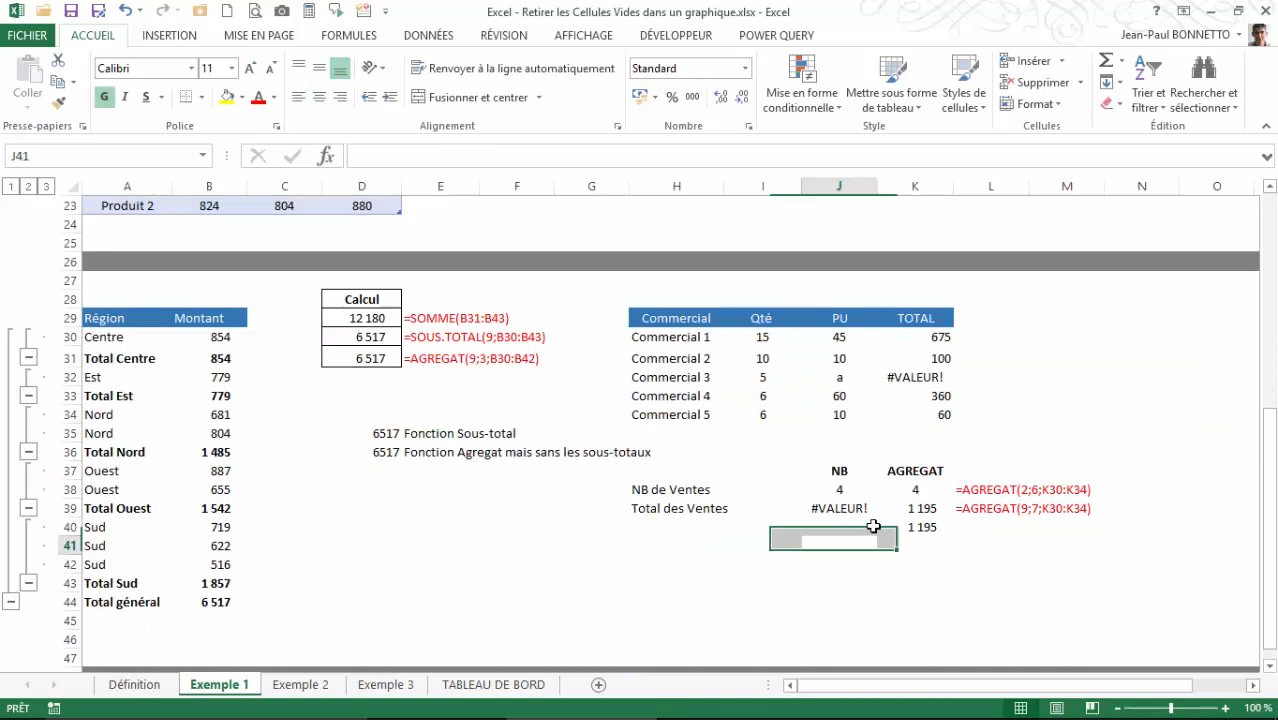 Excel - Retirer les Cellules Vides dans un graphique.xlsx - Excel
FICHIER ACCUEIL INSERTION MISE EN PAGE FORMULES DONNÉES RÉVISION AFFICHAGE DÉVELOPPEUR POWER QUERY Jean-Paul BONNETTO
Coller
Calibri 11
G I S
Renvoyer à la ligne automatiquement
Fusionner et centrer
Standard
% 000
Mise en forme conditionnelle
Mettre sous forme de tableau
Styles de cellules
Insérer
Supprimer
Format
Trier et filtrer
Rechercher et sélectionner
Presse-papiers Police Alignement Nombre Style Cellules Édition
J41 fx
1 2 3 A B C D E F G H I J K L M N O
23 Produit 2 824 804 880
24
25
26
27
28 Calcul
29 Région Montant 12 180 =SOMME(B31:B43) Commercial Qté PU TOTAL
30 Centre 854 6 517 =SOUS.TOTAL(9;B30:B43) Commercial 1 15 45 675
31 Total Centre 854 6 517 =AGREGAT(9;3;B30:B42) Commercial 2 10 10 100
32 Est 779 Commercial 3 5 a #VALEUR!
33 Total Est 779 Commercial 4 6 60 360
34 Nord 681 Commercial 5 6 10 60
35 Nord 804 6517 Fonction Sous-total
36 Total Nord 1 485 6517 Fonction Agregat mais sans les sous-totaux
37 Ouest 887 NB AGREGAT
38 Ouest 655 NB de Ventes 4 4 =AGREGAT(2;6;K30:K34)
39 Total Ouest 1 542 Total des Ventes #VALEUR! 1 195 =AGREGAT(9;7;K30:K34)
40 Sud 719 1 195
41 Sud 622
42 Sud 516
43 Total Sud 1 857
44 Total général 6 517
45
46
47
Définition Exemple 1 Exemple 2 Exemple 3 TABLEAU DE BORD
PRÊT 100 %